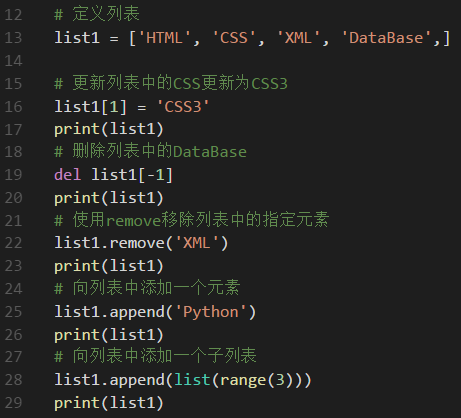 12 # 定义列表
13 list1 = ['HTML', 'CSS', 'XML', 'DataBase',]
14
15 # 更新列表中的CSS更新为CSS3
16 list1[1] = 'CSS3'
17 print(list1)
18 # 删除列表中的DataBase
19 del list1[-1]
20 print(list1)
21 # 使用remove移除列表中的指定元素
22 list1.remove('XML')
23 print(list1)
24 # 向列表中添加一个元素
25 list1.append('Python')
26 print(list1)
27 # 向列表中添加一个子列表
28 list1.append(list(range(3)))
29 print(list1)